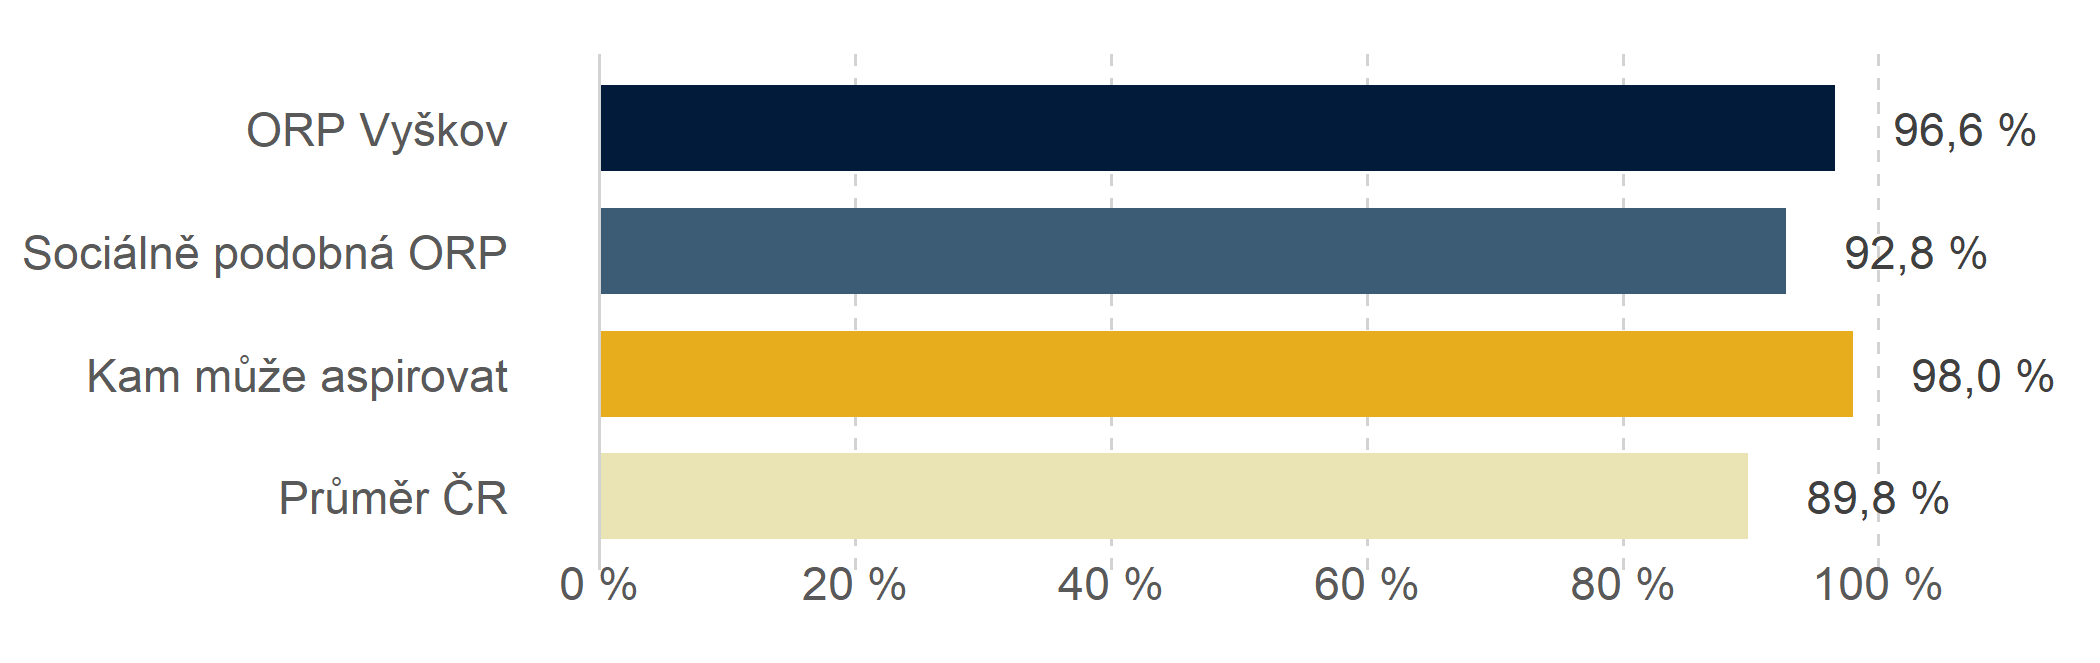 ORP Vyškov 96,6 %
Sociálně podobná ORP 92,8 %
Kam může aspirovat 98,0 %
Průměr ČR 89,8 %
0 % 20 % 40 % 60 % 80 % 100 %